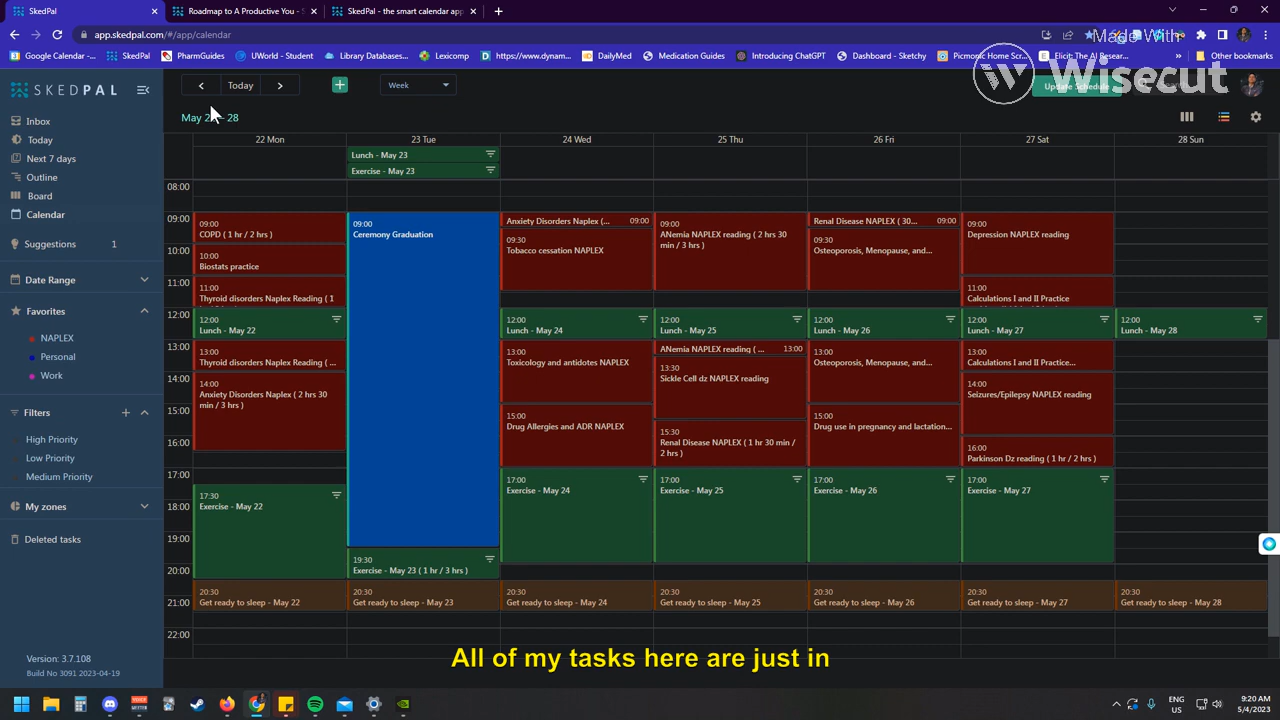 SkedPal
Roadmap to A Productive You - S
SkedPal - the smart calendar app
app.skedpal.com/#/app/calendar
Google Calendar - E...
SkedPal
PharmGuides
UWorld - Student
Library Databases...
Lexicomp
https://www.dynam...
DailyMed
Medication Guides
Introducing ChatGPT
Dashboard - Sketchy
Picmonic Scores
Elicit Resear...
Other bookmarks
Made With
Wisecut
SKEDPAL
Today
Week
Update Schedule
May 22 - 28
Inbox
Today
Next 7 days
Outline
Board
Calendar
Suggestions 1
Date Range
Favorites
NAPLEX
Personal
Work
Filters
High Priority
Low Priority
Medium Priority
My zones
Deleted tasks
Version: 3.7.108
Build No 3091 2023-04-19
22 Mon
23 Tue
24 Wed
25 Thu
26 Fri
27 Sat
28 Sun
Lunch - May 23
Exercise - May 23
08:00
09:00
10:00
11:00
12:00
13:00
14:00
15:00
16:00
17:00
18:00
19:00
20:00
21:00
22:00
09:00
COPD ( 1 hr / 2 hrs )
10:00
Biostats practice
11:00
Thyroid disorders Naplex Reading ( 1
12:00
Lunch - May 22
13:00
Thyroid disorders Naplex Reading ( ...
14:00
Anxiety Disorders Naplex ( 2 hrs 30
min / 3 hrs )
17:30
Exercise - May 22
20:30
Get ready to sleep - May 22
09:00
Ceremony Graduation
19:30
Exercise - May 23 ( 1 hr / 3 hrs )
20:30
Get ready to sleep - May 23
Anxiety Disorders Naplex (... 09:00
09:30
Tobacco cessation NAPLEX
12:00
Lunch - May 24
13:00
Toxicology and antidotes NAPLEX
15:00
Drug Allergies and ADR NAPLEX
17:00
Exercise - May 24
20:30
Get ready to sleep - May 24
09:00
ANemia NAPLEX reading ( 2 hrs 30
min / 3 hrs )
12:00
Lunch - May 25
ANemia NAPLEX reading ( ... 13:00
13:30
Sickle Cell dz NAPLEX reading
15:30
Renal Disease NAPLEX ( 1 hr 30 min /
2 hrs )
17:00
Exercise - May 25
20:30
Get ready to sleep - May 25
Renal Disease NAPLEX ( 30... 09:00
09:30
Osteoporosis, Menopause, and...
12:00
Lunch - May 26
13:00
Osteoporosis, Menopause, and...
15:00
Drug use in pregnancy and lactation...
17:00
Exercise - May 26
20:30
Get ready to sleep - May 26
09:00
Depression NAPLEX reading
11:00
Calculations I and II Practice
12:00
Lunch - May 27
13:00
Calculations I and II Practice...
14:00
Seizures/Epilepsy NAPLEX reading
16:00
Parkinson Dz reading ( 1 hr / 2 hrs )
17:00
Exercise - May 27
20:30
Get ready to sleep - May 27
12:00
Lunch - May 28
20:30
Get ready to sleep - May 28
All of my tasks here are just in
ENG
US
9:20 AM
5/4/2023